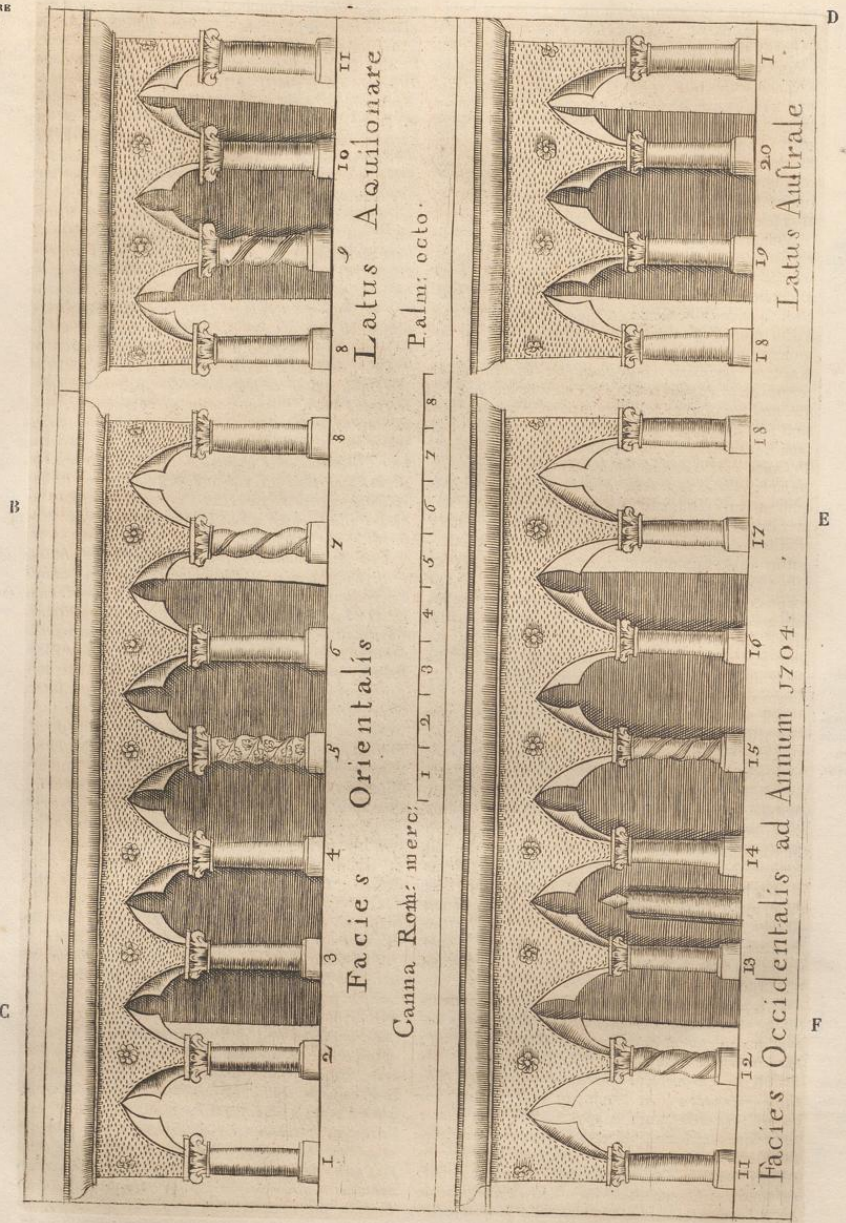 RE
D
B
E
C
F
1 2 3 4 5 6 7 8
Facies Orientalis
8 9 10 11
Latus Aquilonare
Canna Rom: merc:
1 2 3 4 5 6 7 8
Palm: octo.
11 12 13 14 15 16 17 18
Facies Occidentalis ad Annum 1704
18 19 20 1
Latus Auſtrale